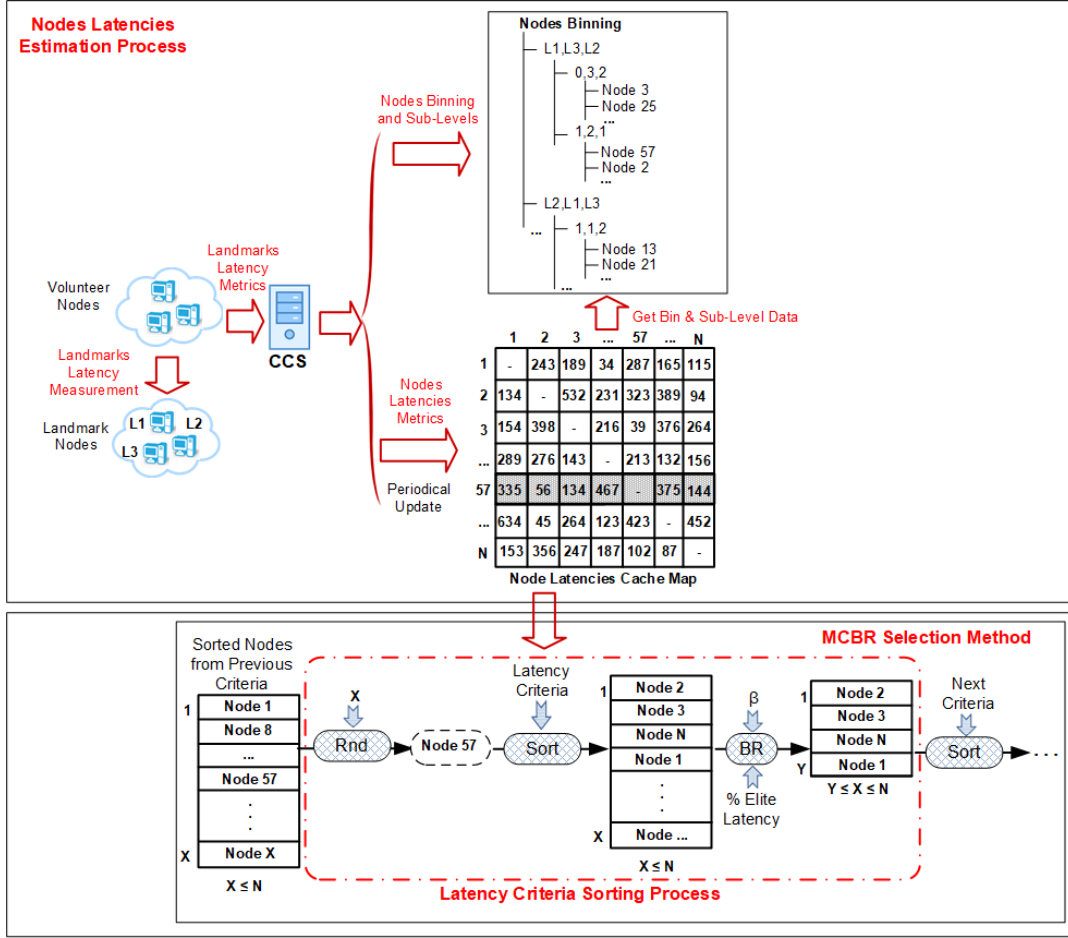 Nodes Latencies
Estimation Process
Nodes Binning
L1,L3,L2
0,3,2
Node 3
Node 25
...
1,2,1
Node 57
Node 2
...
L2,L1,L3
...
1,1,2
Node 13
Node 21
...
...
Nodes Binning
and Sub-Levels
Landmarks
Latency
Metrics
Volunteer
Nodes
CCS
Landmarks
Latency
Measurement
Landmark
Nodes
L1
L2
L3
Get Bin & Sub-Level Data
Nodes
Latencies
Metrics
Periodical
Update
1 2 3 ... 57 ... N
1 - 243 189 34 287 165 115
2 134 - 532 231 323 389 94
3 154 398 - 216 39 376 264
... 289 276 143 - 213 132 156
57 335 56 134 467 - 375 144
... 634 45 264 123 423 - 452
N 153 356 247 187 102 87 -
Node Latencies Cache Map
MCBR Selection Method
Sorted Nodes
from Previous
Criteria
1
Node 1
Node 8
...
Node 57
.
.
.
X
Node X
X ≤ N
X
Rnd
Node 57
Latency
Criteria
Sort
1
Node 2
Node 3
Node N
Node 1
.
.
.
X
Node ...
X ≤ N
β
BR
% Elite
Latency
1
Node 2
Node 3
Node N
Y
Node 1
Y ≤ X ≤ N
Next
Criteria
Sort
...
Latency Criteria Sorting Process